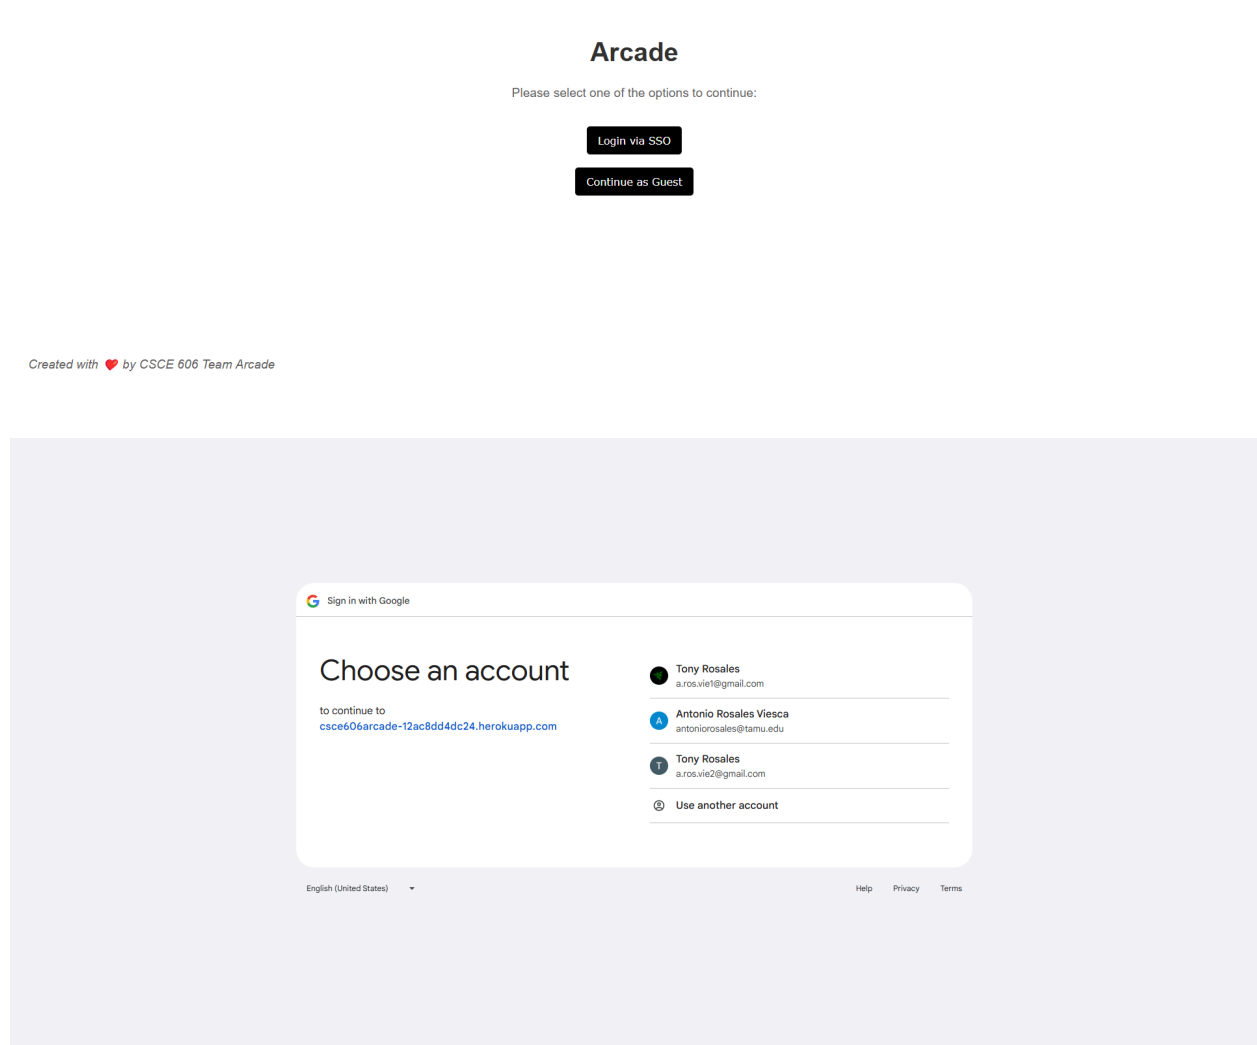 Arcade
Please select one of the options to continue:
Login via SSO
Continue as Guest
Created with ❤️ by CSCE 606 Team Arcade
Sign in with Google
Choose an account
to continue to
csce606arcade-12ac8dd4dc24.herokuapp.com
Tony Rosales
a.ros.vie1@gmail.com
A
Antonio Rosales Viesca
antoniorosales@tamu.edu
T
Tony Rosales
a.ros.vie2@gmail.com
Use another account
English (United States)
Help Privacy Terms